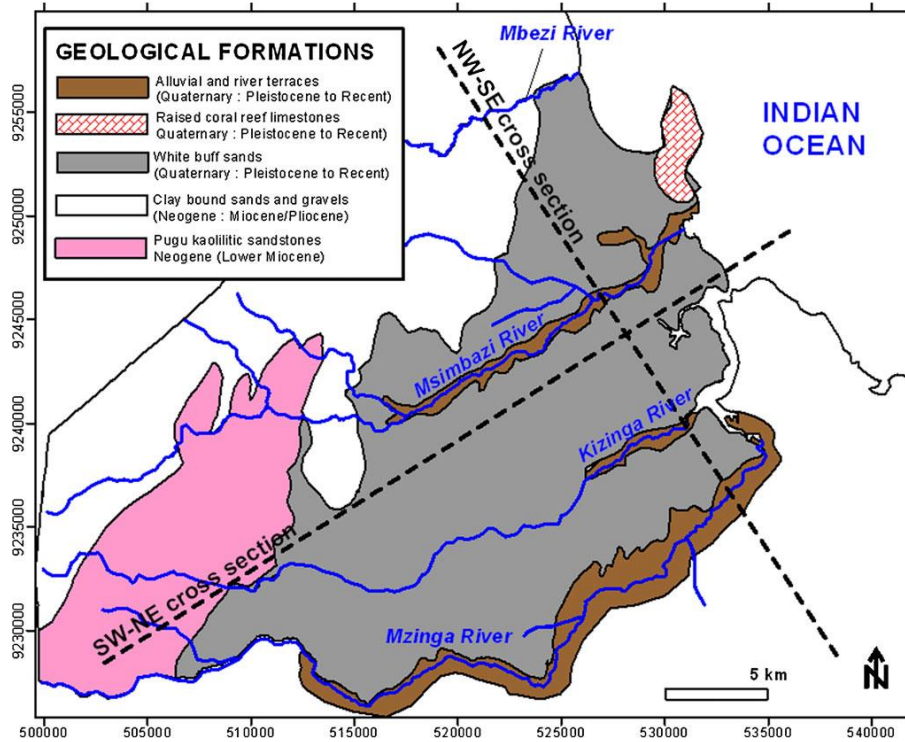 GEOLOGICAL FORMATIONS
Alluvial and river terraces
(Quaternary : Pleistocene to Recent)
Raised coral reef limestones
Quaternary : Pleistocene to Recent)
White buff sands
(Quaternary : Pleistocene to Recent)
Clay bound sands and gravels
(Neogene : Miocene/Pliocene)
Pugu kaolilitic sandstones
Neogene (Lower Miocene)
Mbezi River
NW-SE cross section
INDIAN
OCEAN
Msimbazi River
Kizinga River
SW-NE cross section
Mzinga River
5 km
N
9255000
9250000
9245000
9240000
9235000
9230000
500000 505000 510000 515000 520000 525000 530000 535000 540000